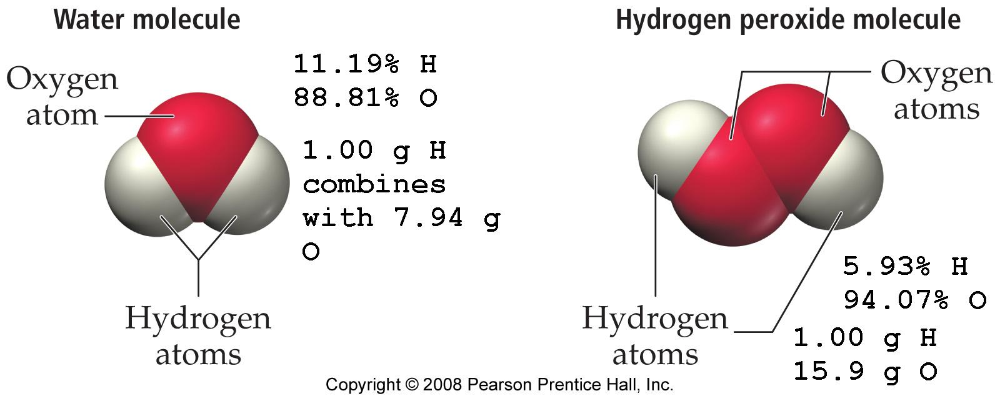 Water molecule
Oxygen
atom
11.19% H
88.81% O
1.00 g H
combines
with 7.94 g
O
Hydrogen
atoms
Hydrogen peroxide molecule
Oxygen
atoms
Hydrogen
atoms
5.93% H
94.07% O
1.00 g H
15.9 g O
Copyright © 2008 Pearson Prentice Hall, Inc.